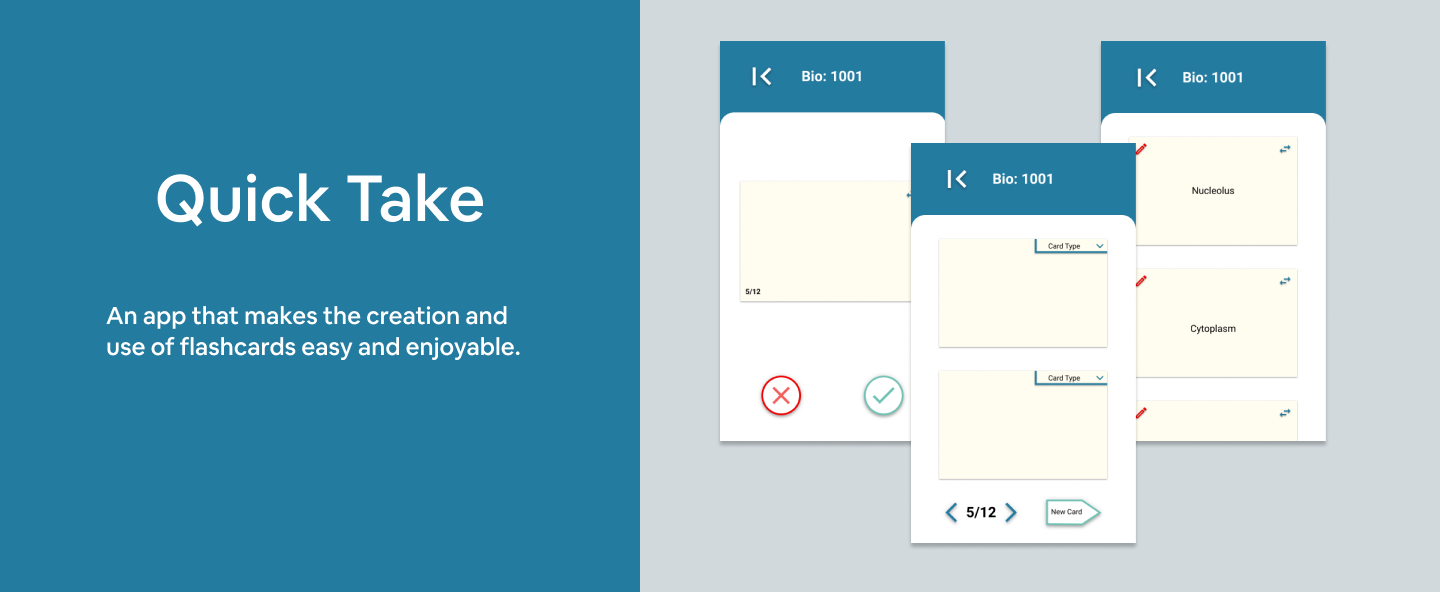 Quick Take
An app that makes the creation and
use of flashcards easy and enjoyable.
Bio: 1001
5/12
Bio: 1001
Card Type
Card Type
5/12
New Card
Bio: 1001
Nucleolus
Cytoplasm